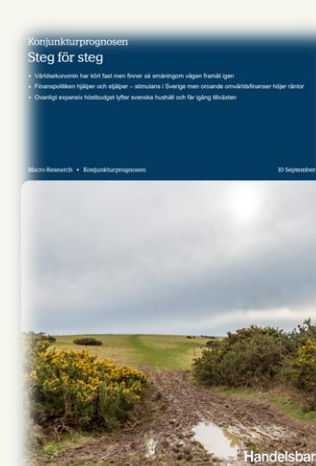 Konjunkturprognosen
Steg för steg
• Världsekonomin har kört fast men finner så småningom vägen framåt igen
• Finanspolitiken hjälper och stjälper – stimulans i Sverige men oroande omvärldsfinanser höjer räntor
• Ovanligt expansiv höstbudget lyfter svenska hushåll och får igång tillväxten
Macro Research • Konjunkturprognosen
10 September
Handelsban